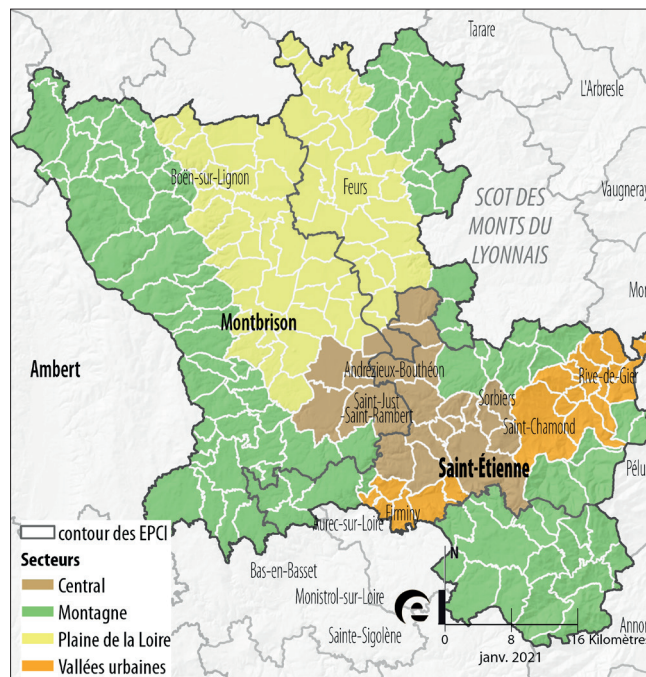 Tarare
L'Arbresle
Boën-sur-Lignon
Feurs
SCOT DES
MONTS DU
LYONNAIS
Vaugneray
Mor
Montbrison
Ambert
Andrézieux-Bouthéon
Rive-de-Gier
Saint-Just
-Saint-Rambert
Sorbiers
Saint-Chamond
Saint-Étienne
Pélu
Firminy
Aurec-sur-Loire
contour des EPCI
Secteurs
Central
Montagne
Plaine de la Loire
Vallées urbaines
Bas-en-Basset
Monistrol-sur-Loire
Sainte-Sigolène
N
0 8 16 Kilomètres
janv. 2021
Annon